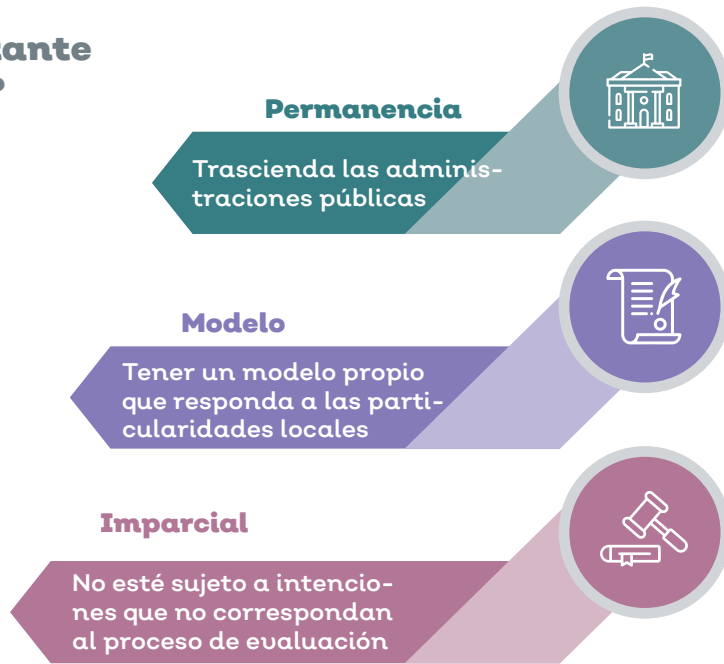 Permanencia
Trascienda las adminis-
traciones públicas
Modelo
Tener un modelo propio
que responda a las parti-
cularidades locales
Imparcial
No esté sujeto a intencio-
nes que no correspondan
al proceso de evaluación